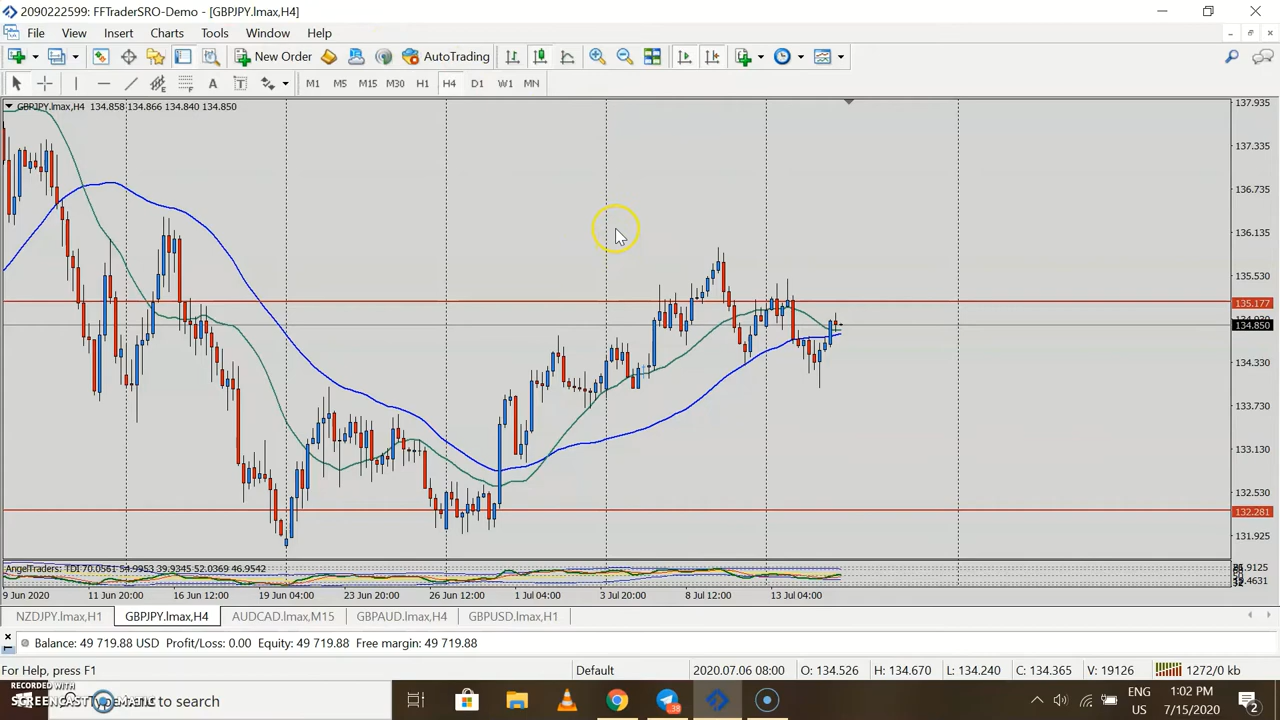 2090222599: FFTraderSRO-Demo - [GBPJPY.lmax,H4]
File View Insert Charts Tools Window Help
New Order AutoTrading
A T M1 M5 M15 M30 H1 H4 D1 W1 MN
GBPJPY.lmax,H4 134.858 134.866 134.840 134.850
137.935
137.335
136.735
136.135
135.530
135.177
134.850
134.330
133.730
133.130
132.530
132.281
131.925
AngelTraders: TDI 70.0561 54.9953 39.9345 52.0369 46.9542
9 Jun 2020 11 Jun 20:00 16 Jun 12:00 19 Jun 04:00 23 Jun 20:00 26 Jun 12:00 1 Jul 04:00 3 Jul 20:00 8 Jul 12:00 13 Jul 04:00
NZDJPY.lmax,H1 GBPJPY.lmax,H4 AUDCAD.lmax,M15 GBPAUD.lmax,H4 GBPUSD.lmax,H1
Balance: 49 719.88 USD Profit/Loss: 0.00 Equity: 49 719.88 Free margin: 49 719.88
For Help, press F1 Default 2020.07.06 08:00 O: 134.526 H: 134.670 L: 134.240 C: 134.365 V: 19126 1272/0 kb
RECORDED WITH
SCREENCAST MATIC
Type here to search 38 ENG US 1:02 PM 7/15/2020 2